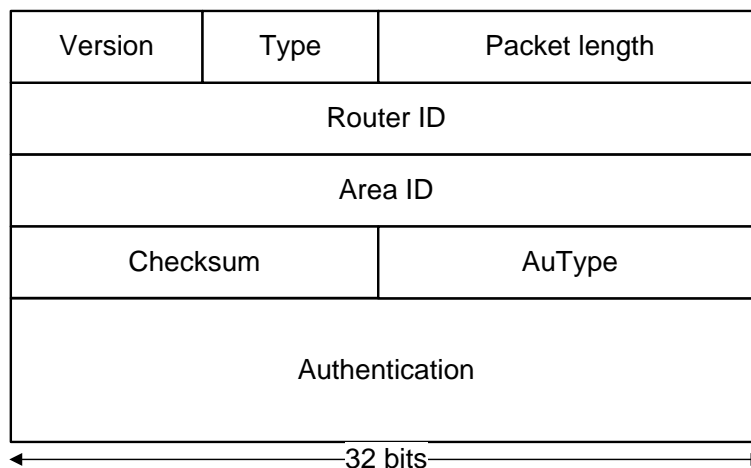 Version Type Packet length
Router ID
Area ID
Checksum AuType
Authentication
32 bits